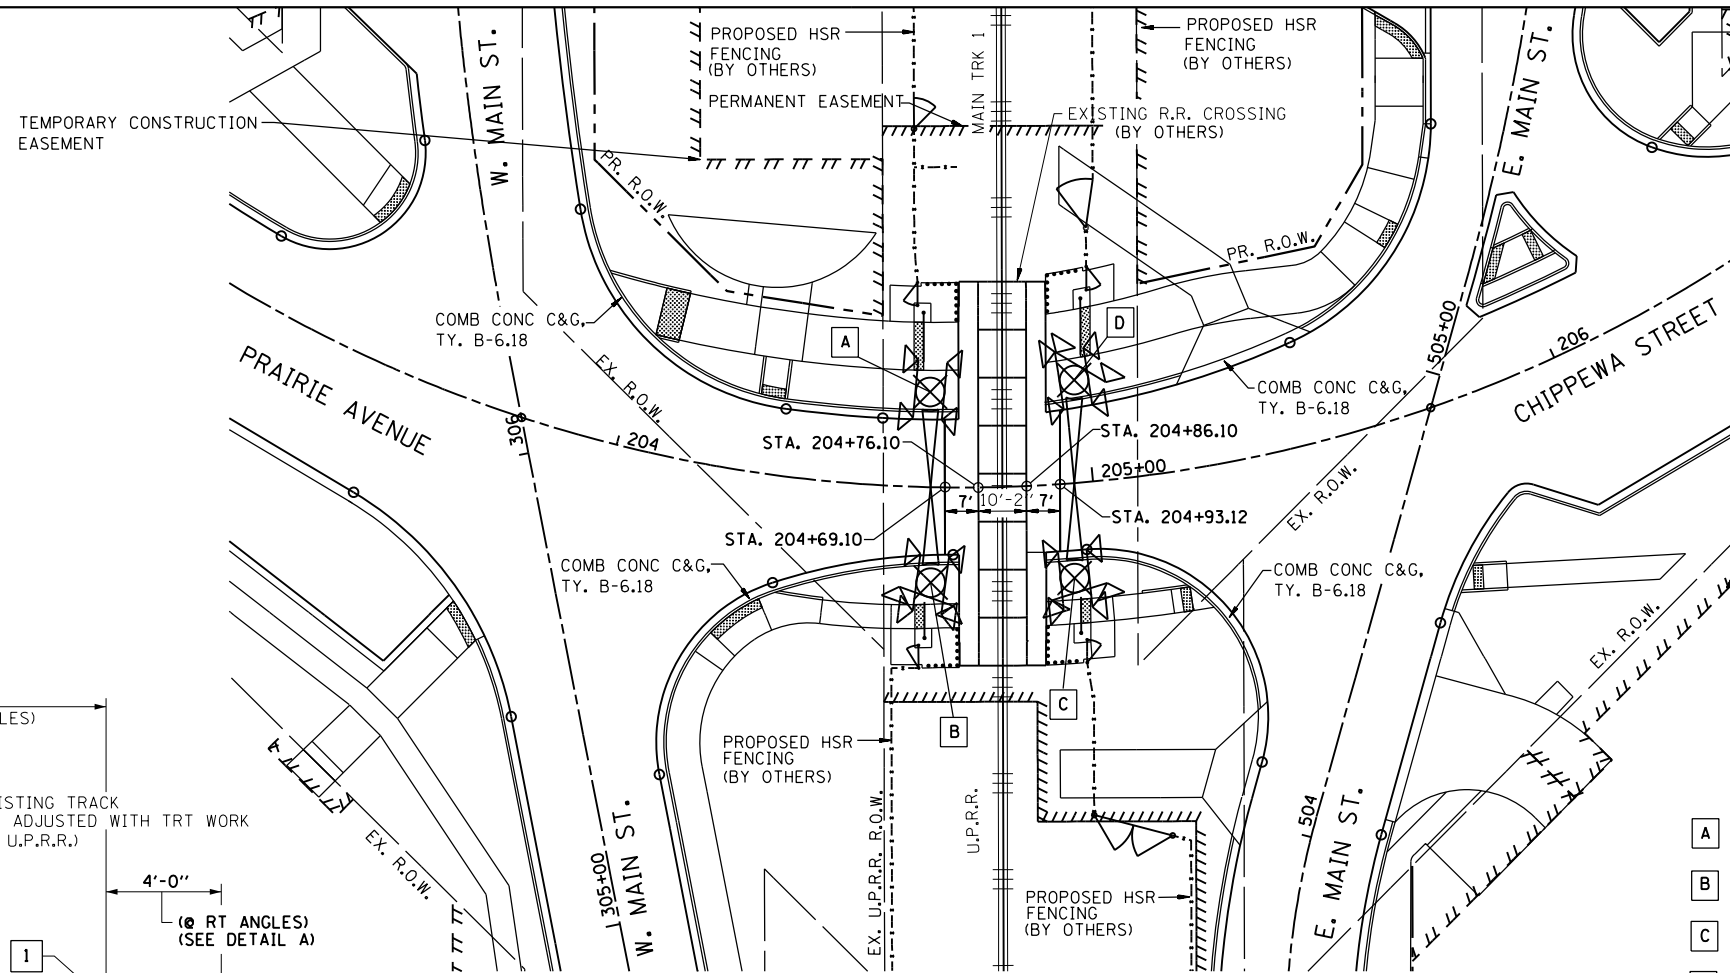 PROPOSED HSR
FENCING
(BY OTHERS)
PERMANENT EASEMENT
MAIN TRK 1
PROPOSED HSR
FENCING
(BY OTHERS)
EXISTING R.R. CROSSING
(BY OTHERS)
TEMPORARY CONSTRUCTION
EASEMENT
W. MAIN ST.
E. MAIN ST.
PR. R.O.W.
PR. R.O.W.
COMB CONC C&G,
TY. B-6.18
A
D
PRAIRIE AVENUE
EX. R.O.W.
306
204
505+00
206
CHIPPEWA STREET
COMB CONC C&G,
TY. B-6.18
STA. 204+76.10
STA. 204+86.10
205+00
7'
10'-2"
7'
EX. R.O.W.
STA. 204+69.10
STA. 204+93.12
COMB CONC C&G,
TY. B-6.18
COMB CONC C&G,
TY. B-6.18
EX. R.O.W.
B
C
PROPOSED HSR
FENCING
(BY OTHERS)
LES)
ISTING TRACK
ADJUSTED WITH TRT WORK
U.P.R.R.)
4'-0"
(@ RT ANGLES)
(SEE DETAIL A)
1
EX. R.O.W.
305+00
W. MAIN ST.
EX. U.P.R.R. R.O.W.
U.P.R.R.
PROPOSED HSR
FENCING
(BY OTHERS)
504
E. MAIN ST.
A
B
C